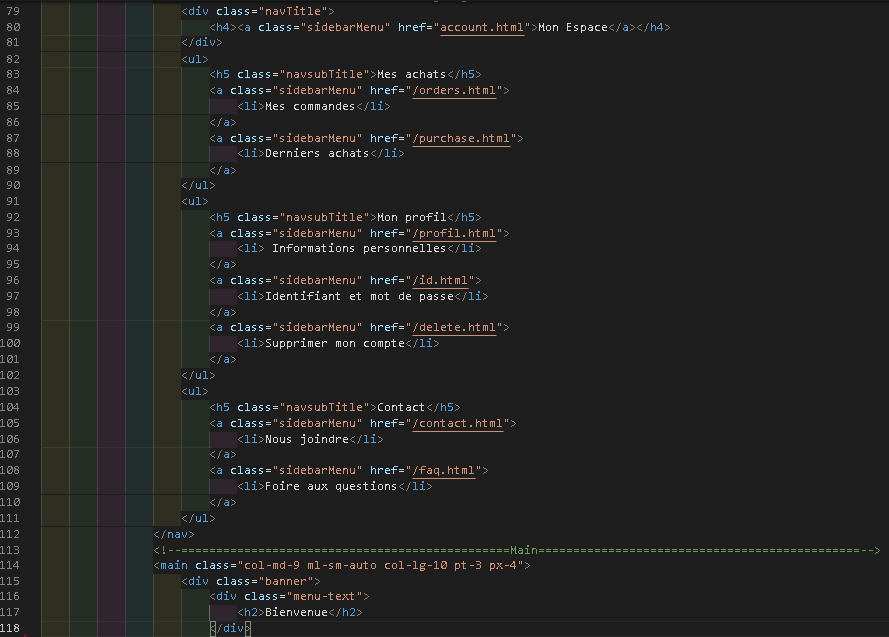 79 <div class="navTitle">
80 <h4><a class="sidebarMenu" href="account.html">Mon Espace</a></h4>
81 </div>
82 <ul>
83 <h5 class="navsubTitle">Mes achats</h5>
84 <a class="sidebarMenu" href="/orders.html">
85 <li>Mes commandes</li>
86 </a>
87 <a class="sidebarMenu" href="/purchase.html">
88 <li>Derniers achats</li>
89 </a>
90 </ul>
91 <ul>
92 <h5 class="navsubTitle">Mon profil</h5>
93 <a class="sidebarMenu" href="/profil.html">
94 <li> Informations personnelles</li>
95 </a>
96 <a class="sidebarMenu" href="/id.html">
97 <li>Identifiant et mot de passe</li>
98 </a>
99 <a class="sidebarMenu" href="/delete.html">
100 <li>Supprimer mon compte</li>
101 </a>
102 </ul>
103 <ul>
104 <h5 class="navsubTitle">Contact</h5>
105 <a class="sidebarMenu" href="/contact.html">
106 <li>Nous joindre</li>
107 </a>
108 <a class="sidebarMenu" href="/faq.html">
109 <li>Foire aux questions</li>
110 </a>
111 </ul>
112 </nav>
113 <!--===============================================Main==============================================-->
114 <main class="col-md-9 ml-sm-auto col-lg-10 pt-3 px-4">
115 <div class="banner">
116 <div class="menu-text">
117 <h2>Bienvenue</h2>
118 </div>